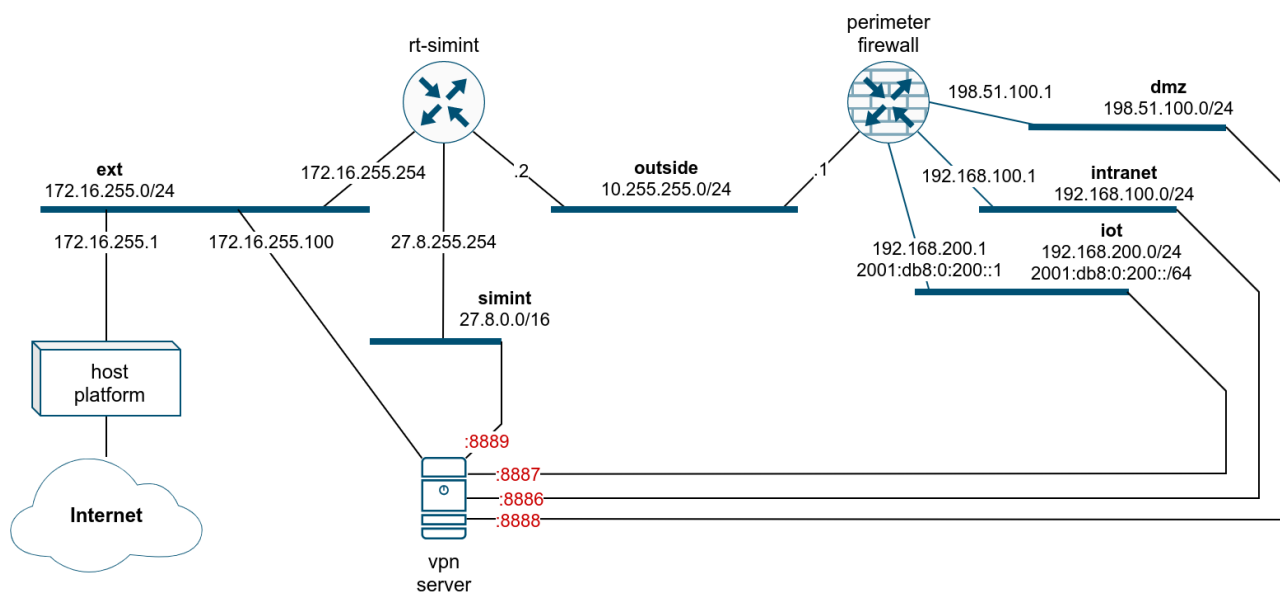 perimeter
firewall
rt-simint
198.51.100.1
dmz
198.51.100.0/24
ext
172.16.255.0/24
172.16.255.254
.2
outside
10.255.255.0/24
.1
192.168.100.1
intranet
192.168.100.0/24
172.16.255.1
172.16.255.100
27.8.255.254
192.168.200.1
2001:db8:0:200::1
iot
192.168.200.0/24
2001:db8:0:200::/64
simint
27.8.0.0/16
host
platform
:8889
:8887
:8886
:8888
Internet
vpn
server